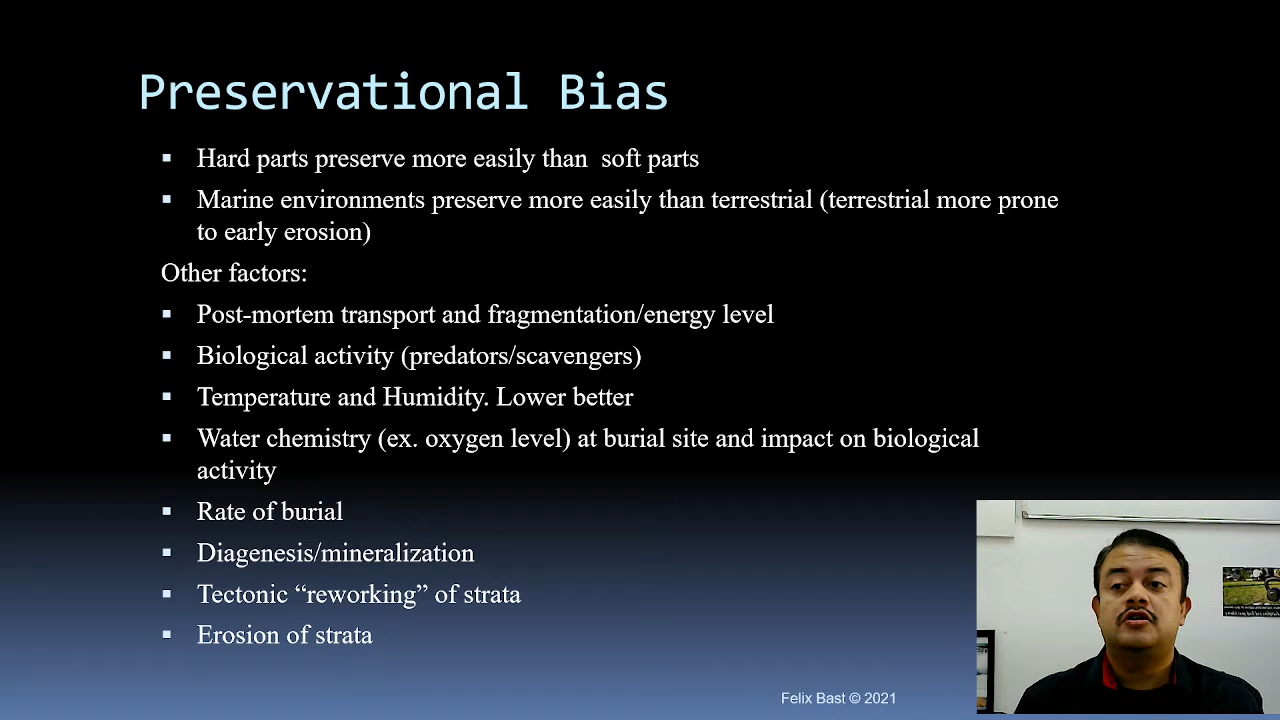 Preservational Bias
▪ Hard parts preserve more easily than  soft parts
▪ Marine environments preserve more easily than terrestrial (terrestrial more prone
to early erosion)
Other factors:
▪ Post-mortem transport and fragmentation/energy level
▪ Biological activity (predators/scavengers)
▪ Temperature and Humidity. Lower better
▪ Water chemistry (ex. oxygen level) at burial site and impact on biological
activity
▪ Rate of burial
▪ Diagenesis/mineralization
▪ Tectonic “reworking” of strata
▪ Erosion of strata
Felix Bast © 2021